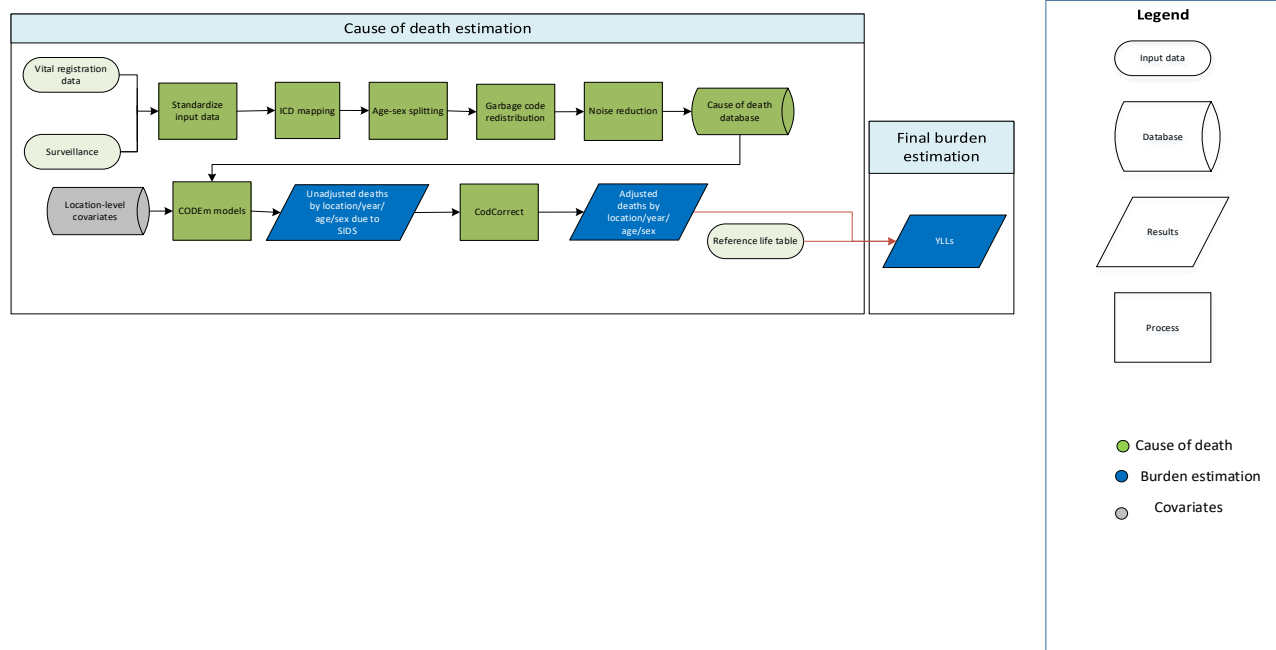 Cause of death estimation
Vital registration
data
Surveillance
Standardize
input data
ICD mapping
Age-sex splitting
Garbage code
redistribution
Noise reduction
Cause of death
database
Location-level
covariates
CODEm models
Unadjusted deaths
by location/year/
age/sex due to
SIDS
CodCorrect
Adjusted
deaths by
location/year/
age/sex
Reference life table
Final burden
estimation
YLLs
Legend
Input data
Database
Results
Process
Cause of death
Burden estimation
Covariates